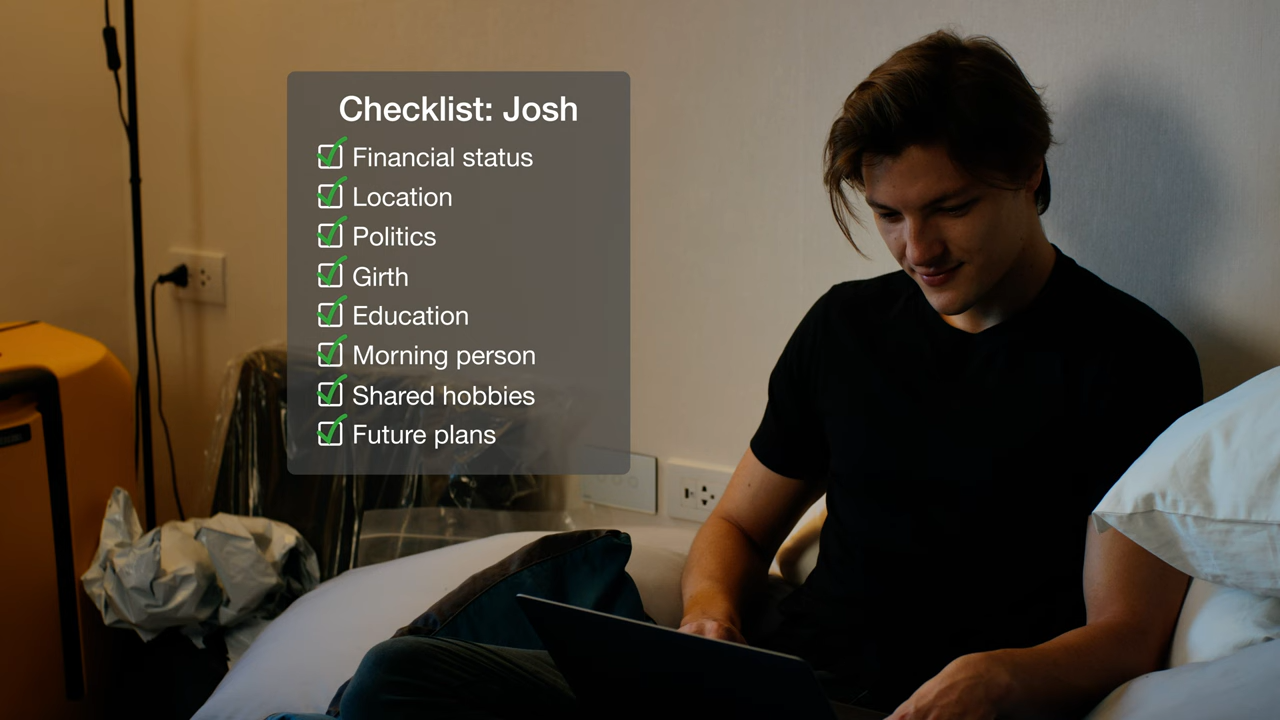 Checklist: Josh
Financial status
Location
Politics
Girth
Education
Morning person
Shared hobbies
Future plans